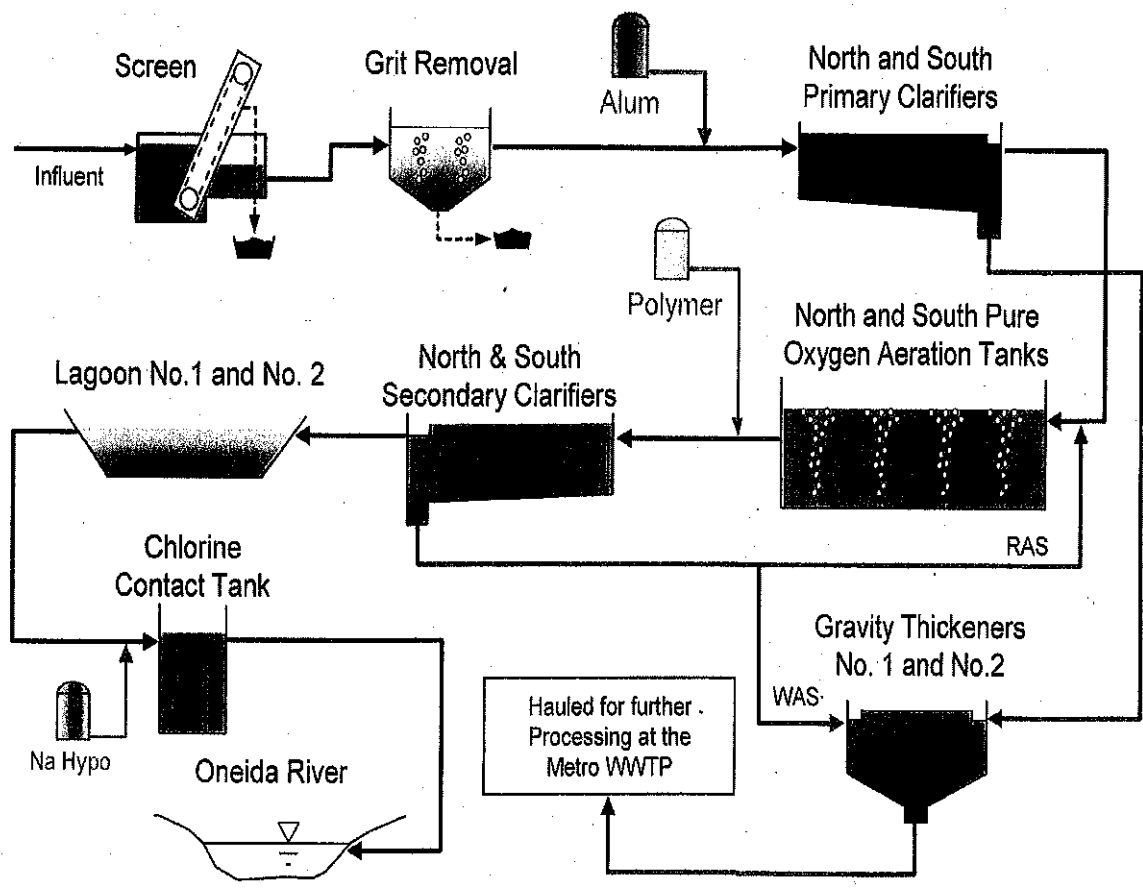 Screen
Grit Removal
Alum
North and South
Primary Clarifiers
Influent
Polymer
North and South Pure
Oxygen Aeration Tanks
North & South
Secondary Clarifiers
Lagoon No.1 and No. 2
RAS
Chlorine
Contact Tank
Gravity Thickeners
No. 1 and No.2
WAS
Hauled for further
Processing at the
Metro WWTP
Na Hypo
Oneida River